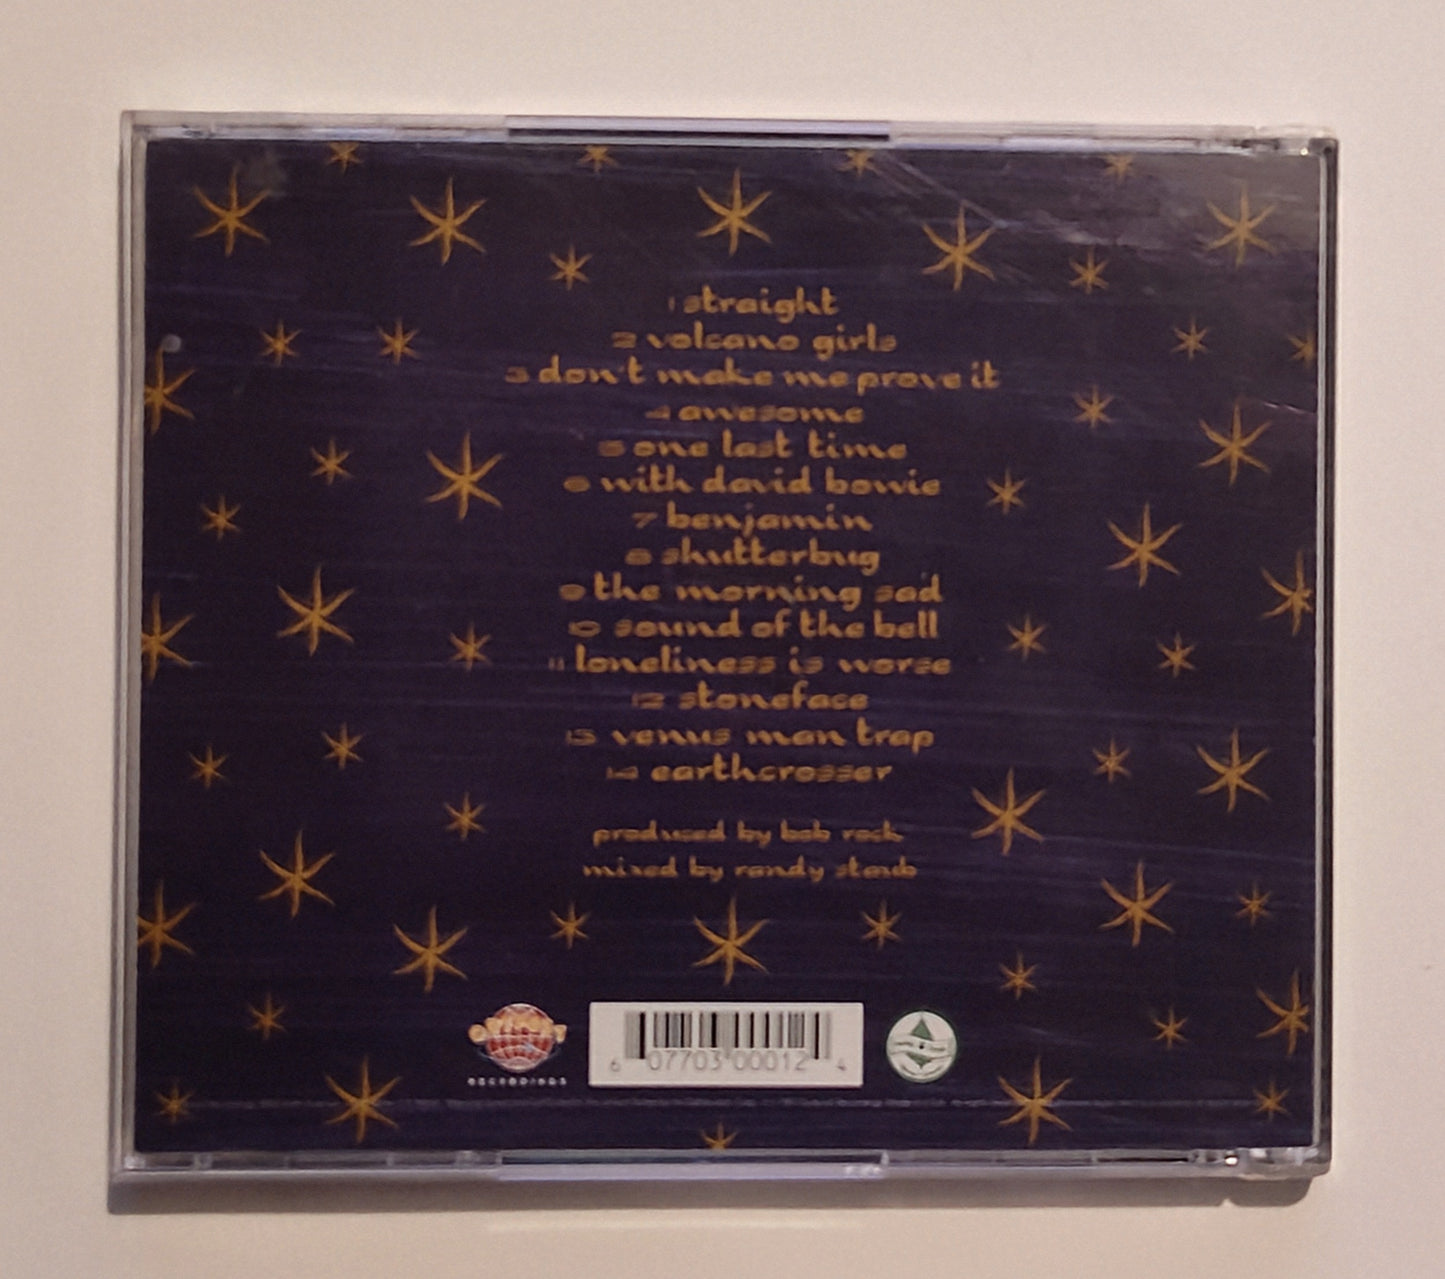 1 straight
2 volcano girls
3 don't make me prove it
4 awesome
5 one last time
6 with david bowie
7 benjamin
8 shutterbug
9 the morning sad
10 sound of the bell
11 loneliness is worse
12 stoneface
13 venus man trap
14 earthcrosser
produced by bob rock
mixed by randy staub
OUTPOST
RECORDINGS
6 07703 00012 4